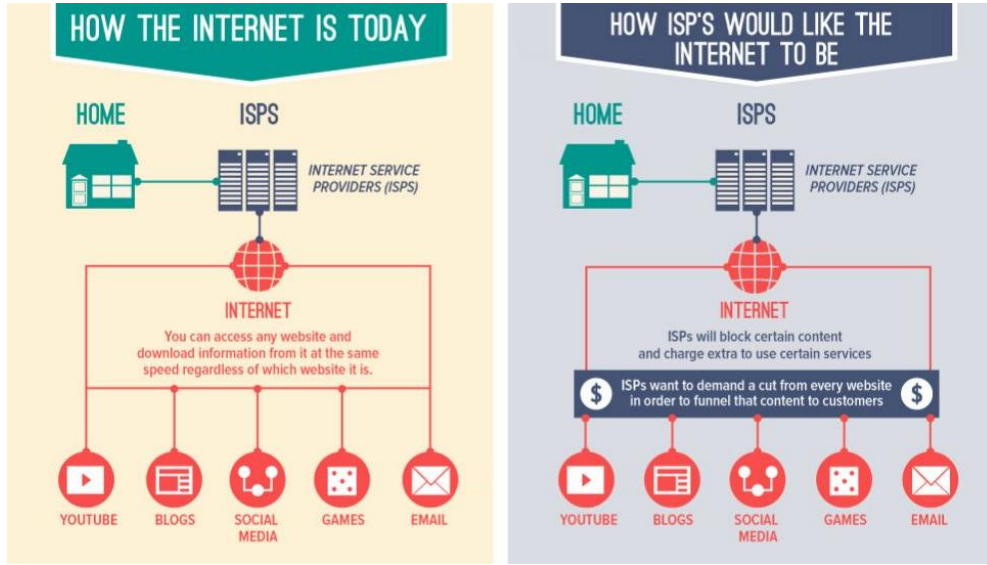 HOW THE INTERNET IS TODAY
HOME
ISPS
INTERNET SERVICE
PROVIDERS (ISPS)
INTERNET
You can access any website and
download information from it at the same
speed regardless of which website it is.
YOUTUBE
BLOGS
SOCIAL
MEDIA
GAMES
EMAIL
HOW ISP'S WOULD LIKE THE
INTERNET TO BE
HOME
ISPS
INTERNET SERVICE
PROVIDERS (ISPS)
INTERNET
ISPs will block certain content
and charge extra to use certain services
$
ISPs want to demand a cut from every website
in order to funnel that content to customers
$
YOUTUBE
BLOGS
SOCIAL
MEDIA
GAMES
EMAIL